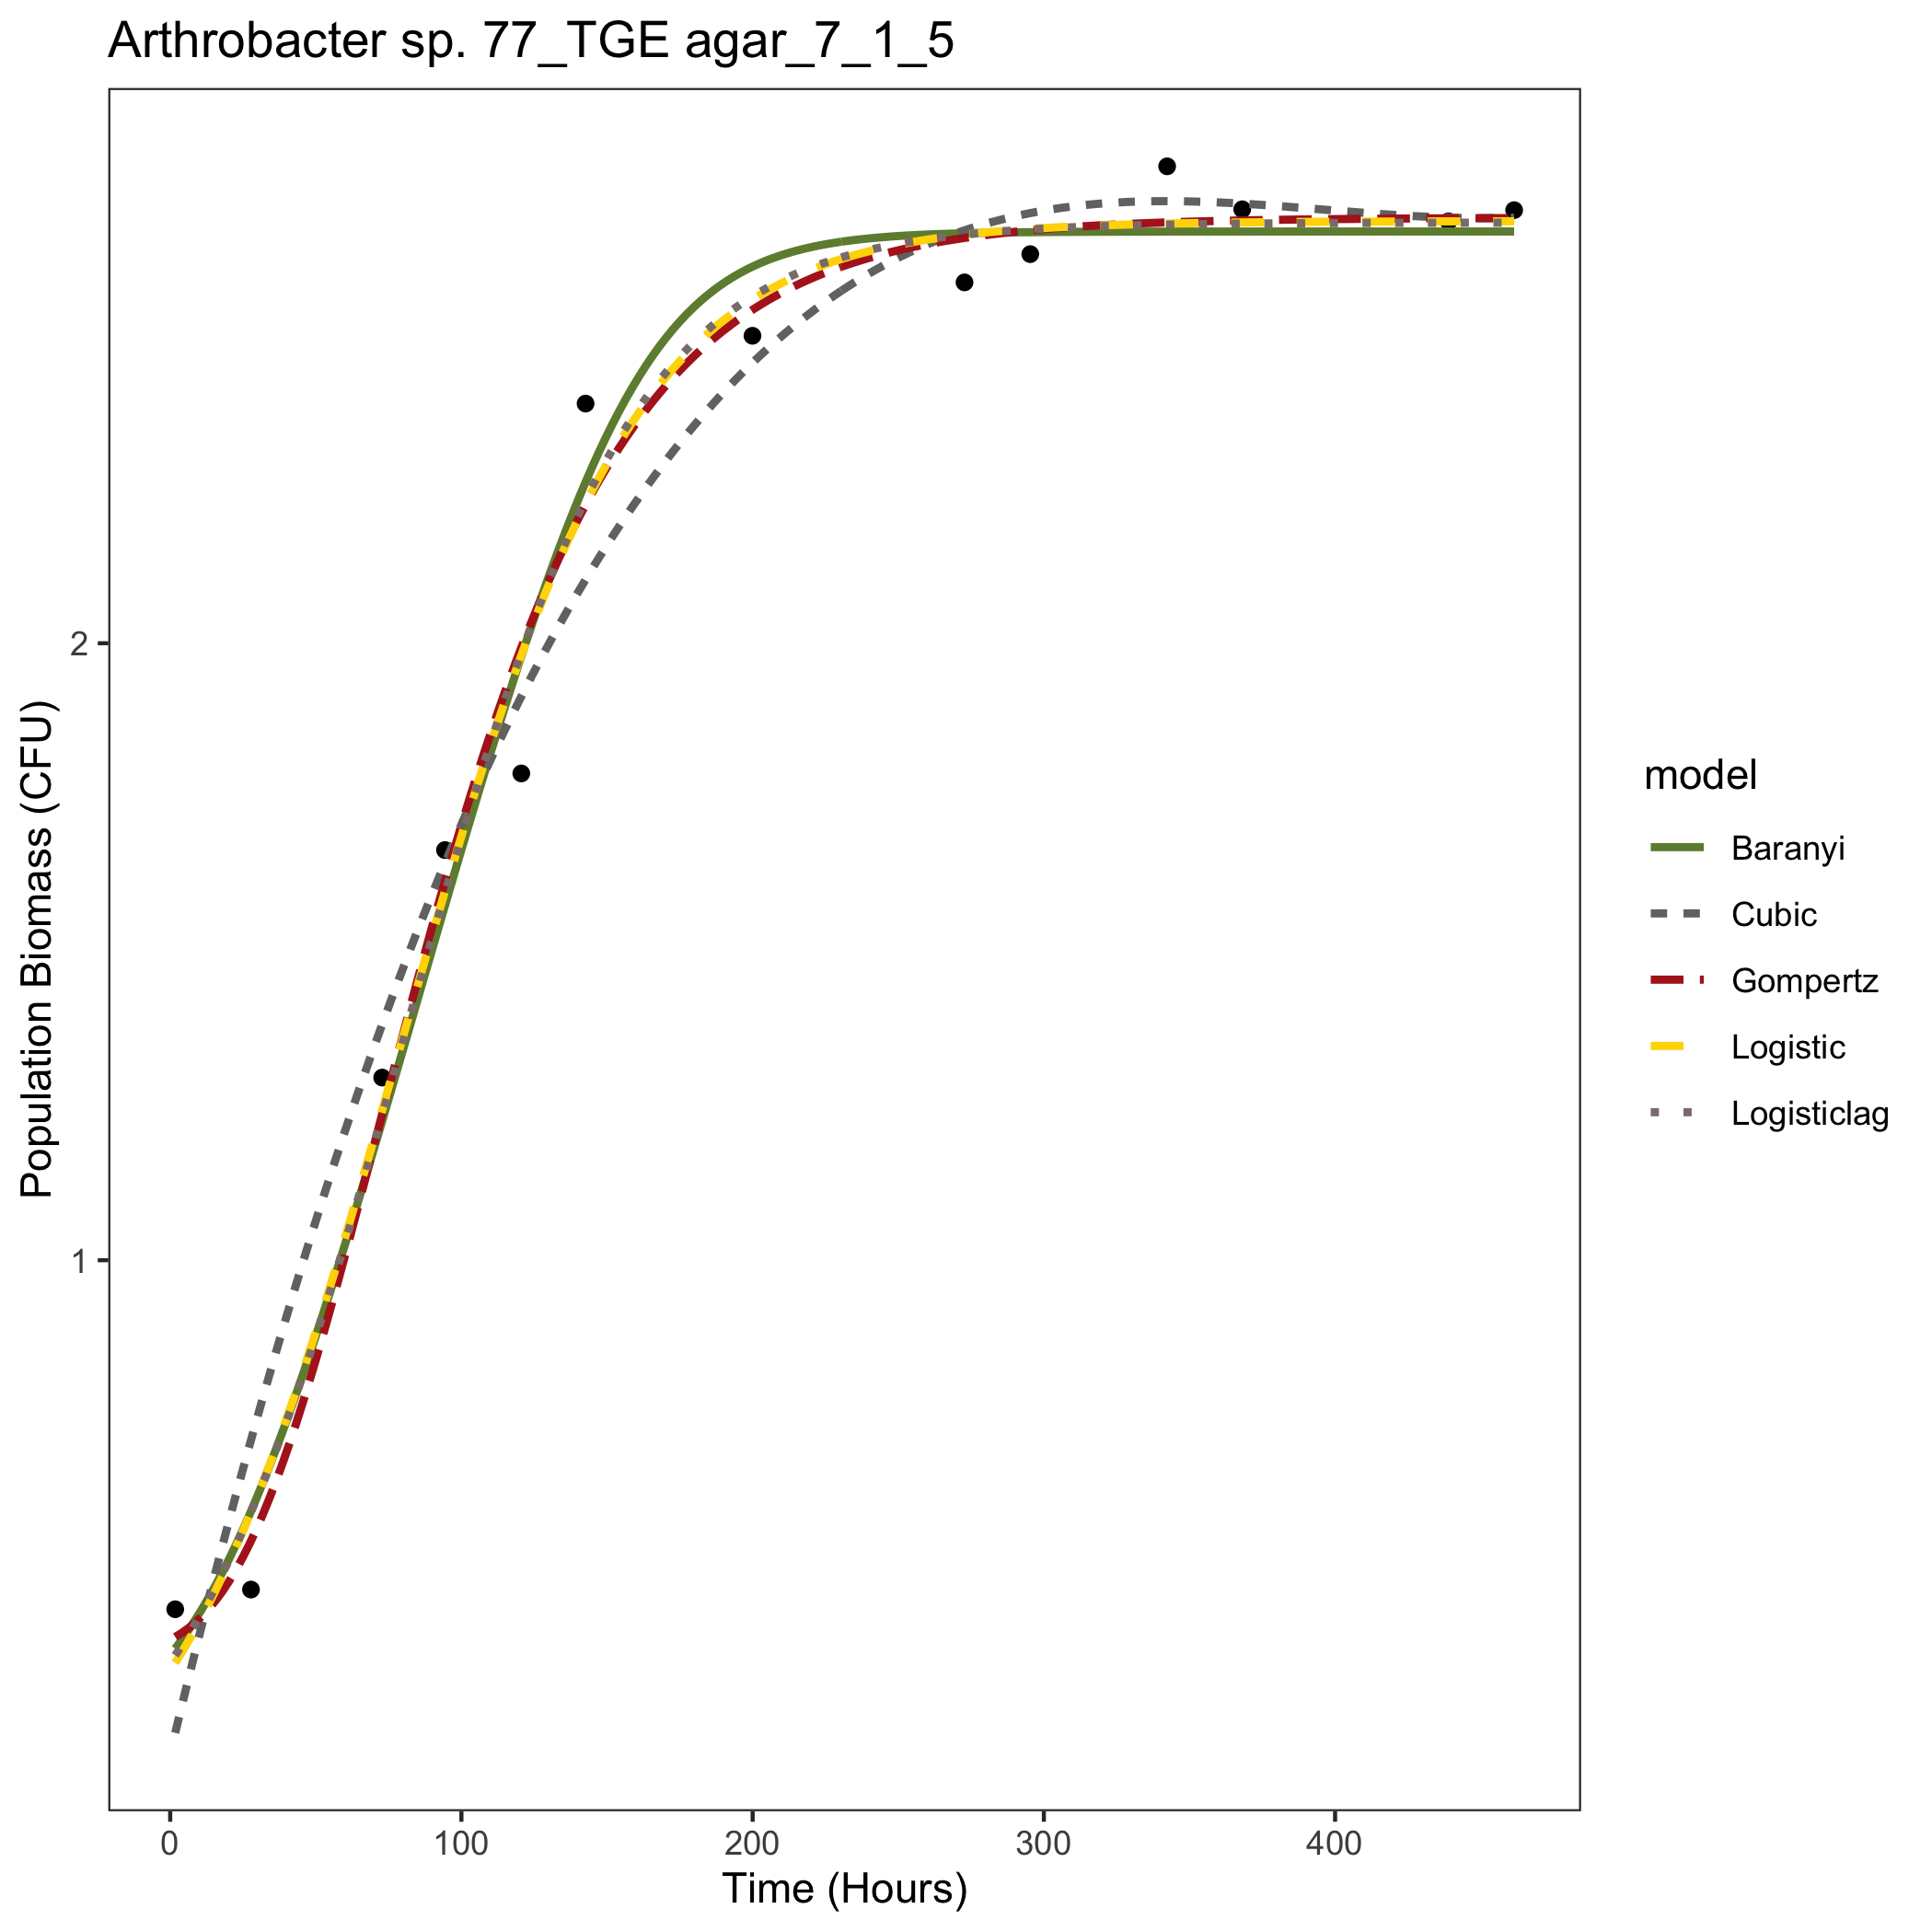 Arthrobacter sp. 77_TGE agar_7_1_5
Population Biomass (CFU)
2
1
0 100 200 300 400
Time (Hours)
model
Baranyi
Cubic
Gompertz
Logistic
Logisticlag